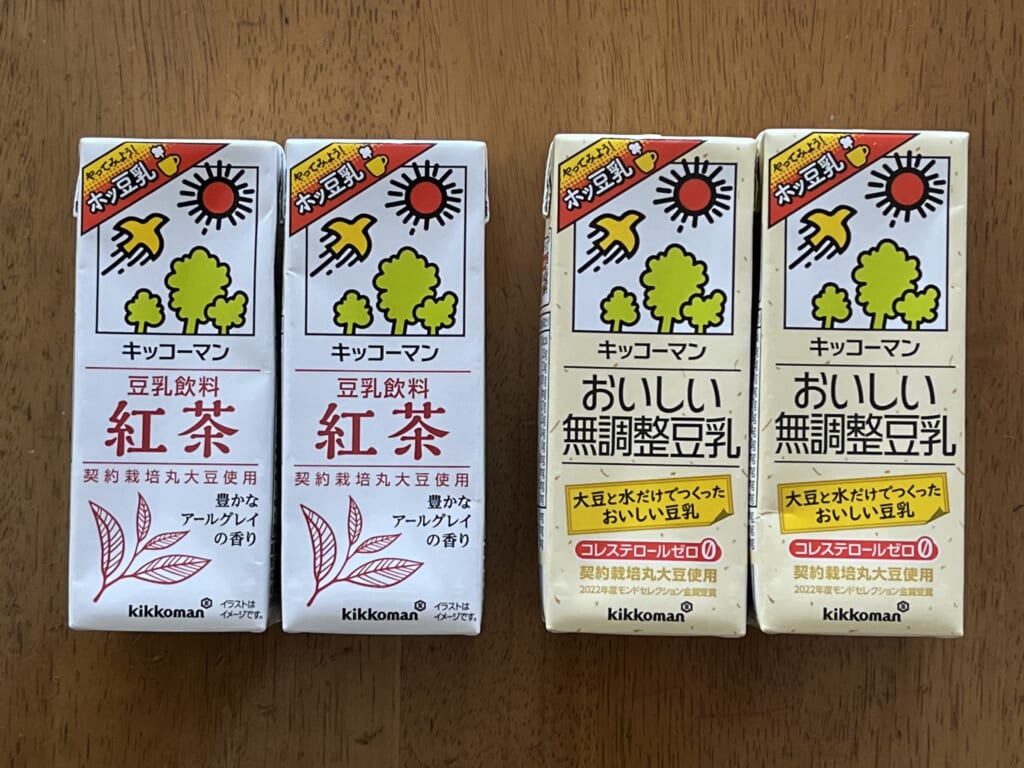 やってみよう!
ホッ豆乳
キッコーマン
豆乳飲料
紅茶
契約栽培丸大豆使用
豊かな
アールグレイ
の香り
kikkoman
イラストは
イメージです。
やってみよう!
ホッ豆乳
キッコーマン
豆乳飲料
紅茶
契約栽培丸大豆使用
豊かな
アールグレイ
の香り
kikkoman
イラストは
イメージです。
やってみよう!
ホッ豆乳
キッコーマン
おいしい
無調整豆乳
大豆と水だけでつくった
おいしい豆乳
コレステロールゼロ0
契約栽培丸大豆使用
2022年度モンドセレクション金賞受賞
kikkoman
やってみよう!
ホッ豆乳
キッコーマン
おいしい
無調整豆乳
大豆と水だけでつくった
おいしい豆乳
コレステロールゼロ0
契約栽培丸大豆使用
2022年度モンドセレクション金賞受賞
kikkoman